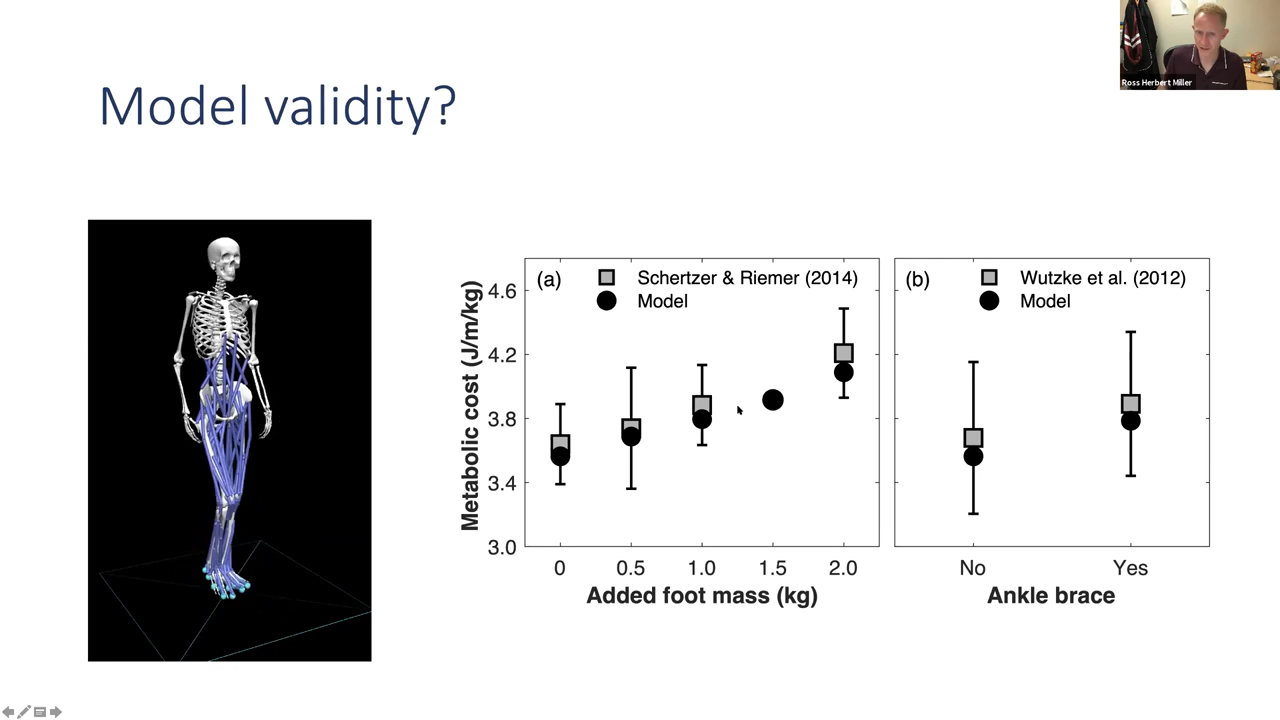 Ross Herbert Miller
Model validity?
(a)
Schertzer & Riemer (2014)
Model
(b)
Wutzke et al. (2012)
Model
Metabolic cost (J/m/kg)
4.6
4.2
3.8
3.4
3.0
0 0.5 1.0 1.5 2.0
Added foot mass (kg)
No Yes
Ankle brace